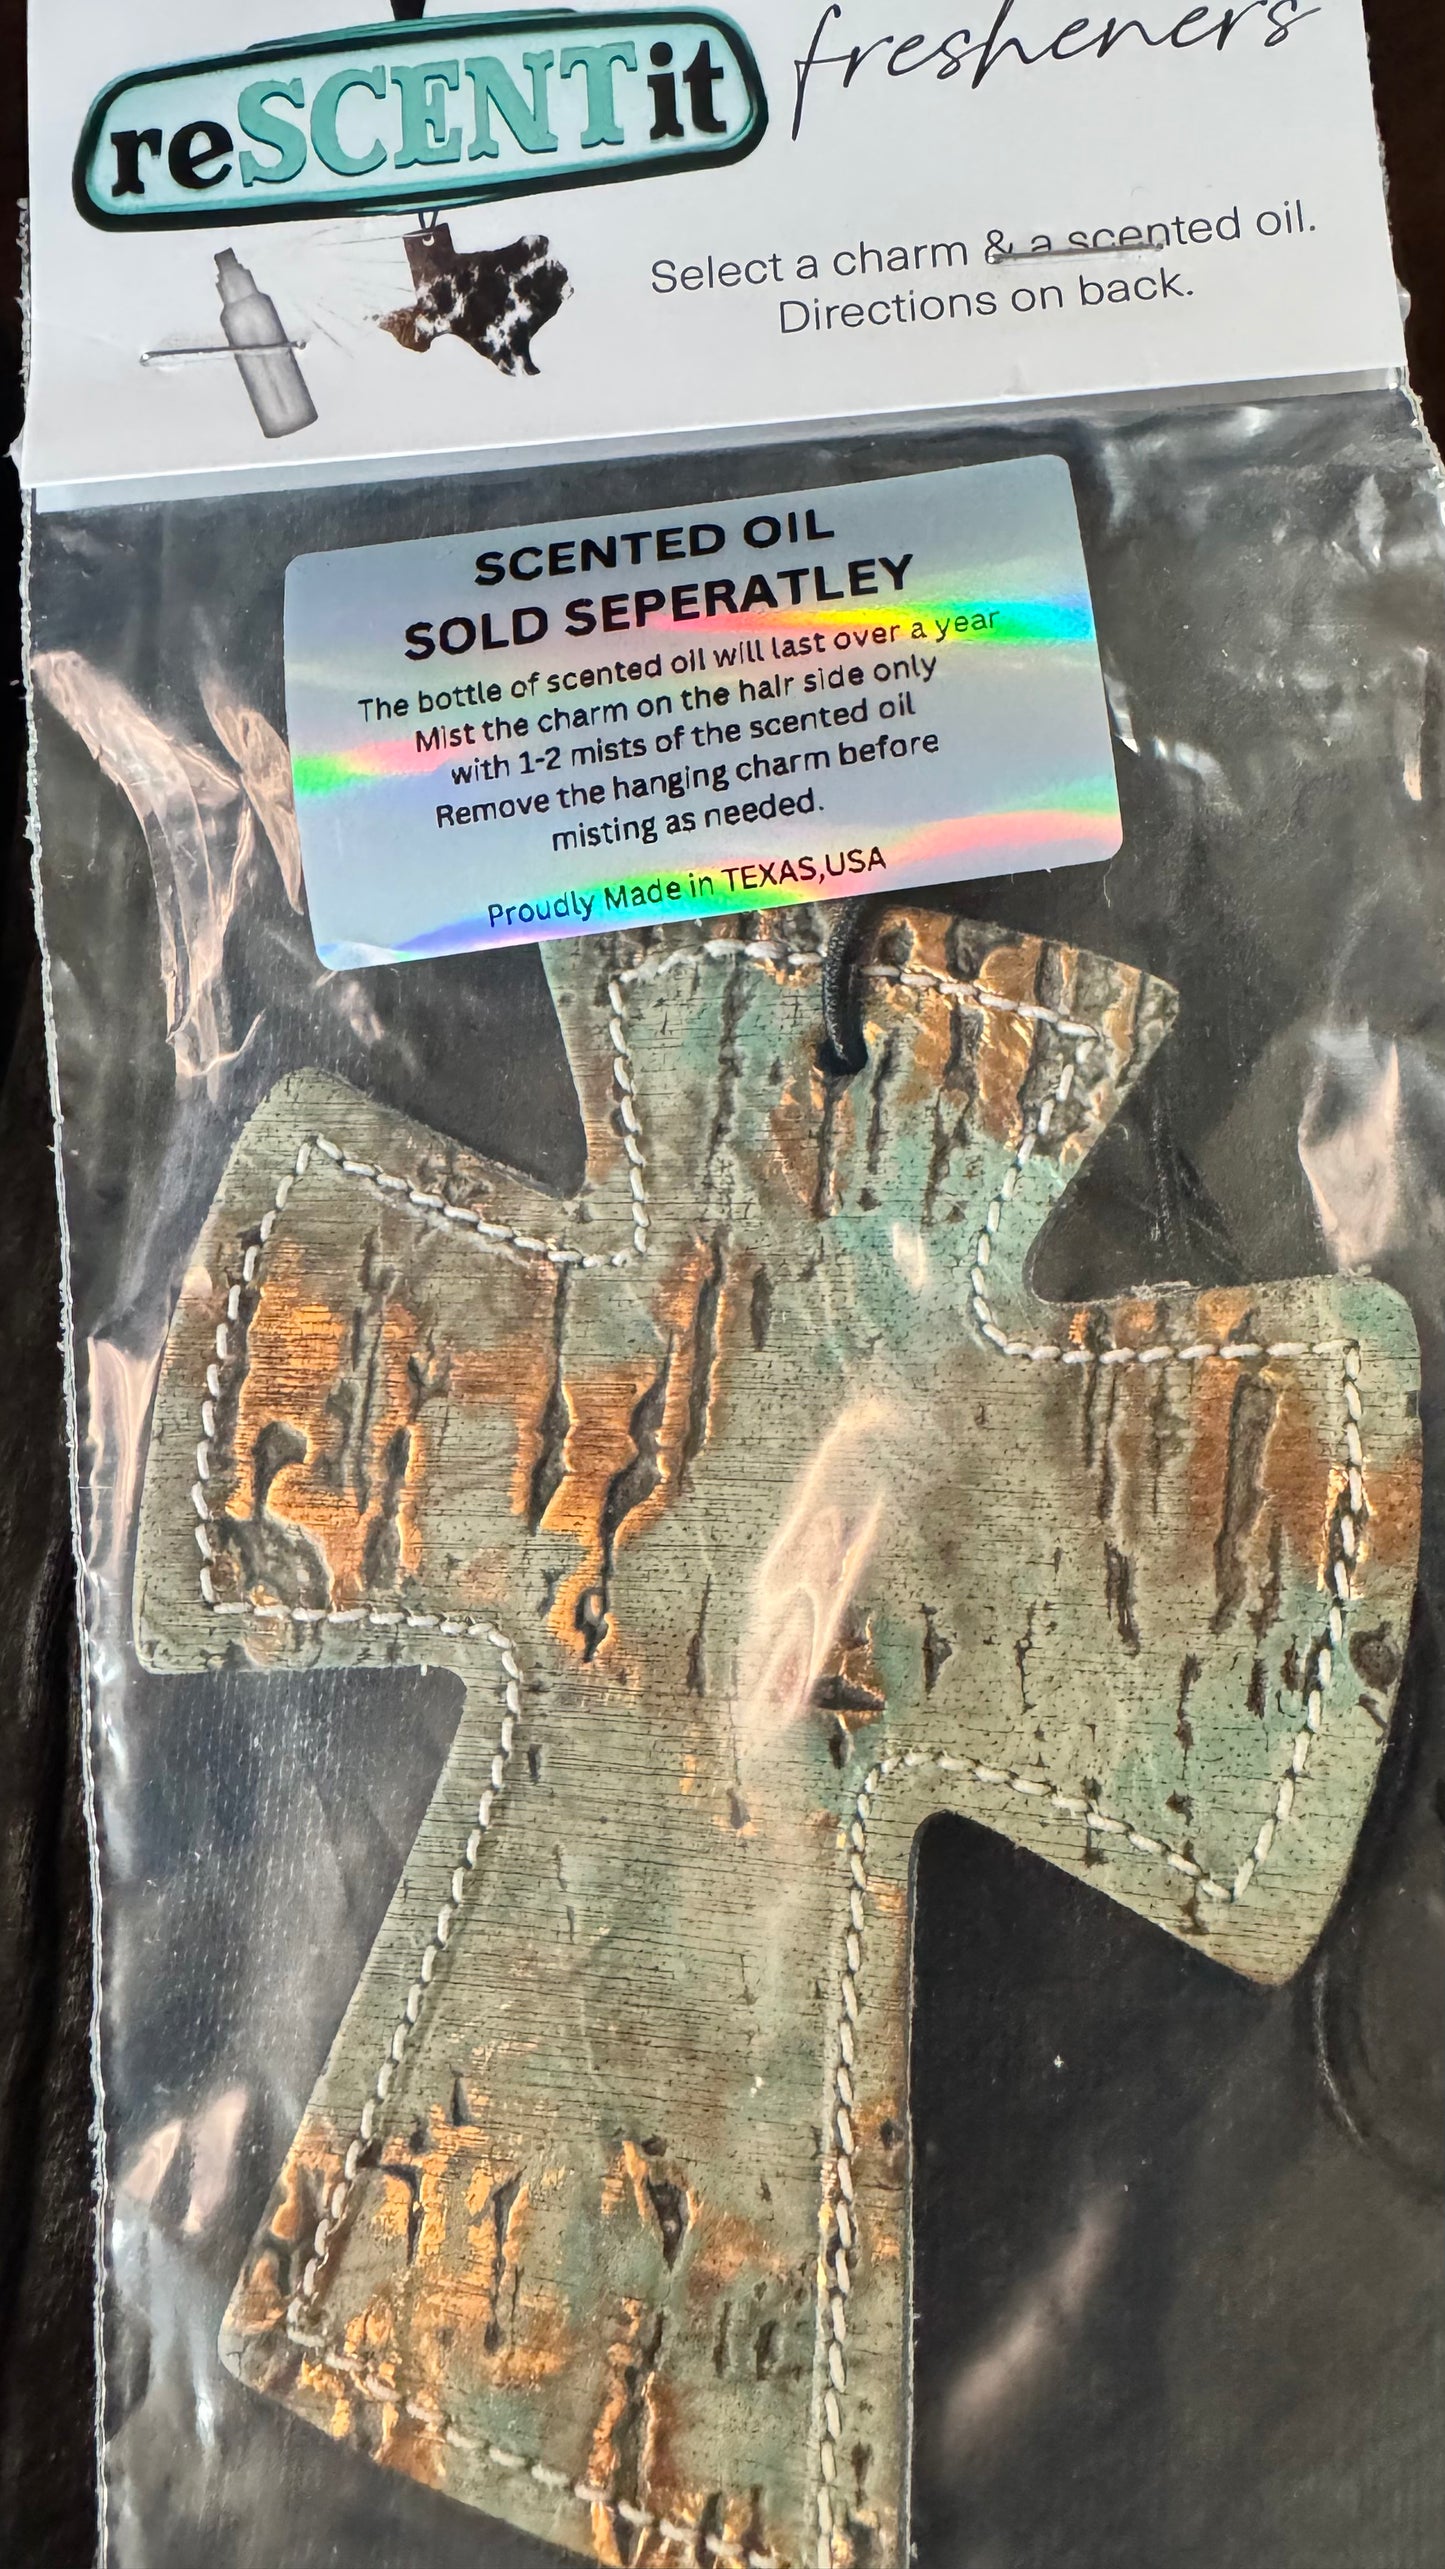 reSCENTit fresheners
Select a charm & a scented oil.
Directions on back.
SCENTED OIL
SOLD SEPERATLEY
The bottle of scented oil will last over a year
Mist the charm on the hair side only
with 1-2 mists of the scented oil
Remove the hanging charm before
misting as needed.
Proudly Made in TEXAS,USA